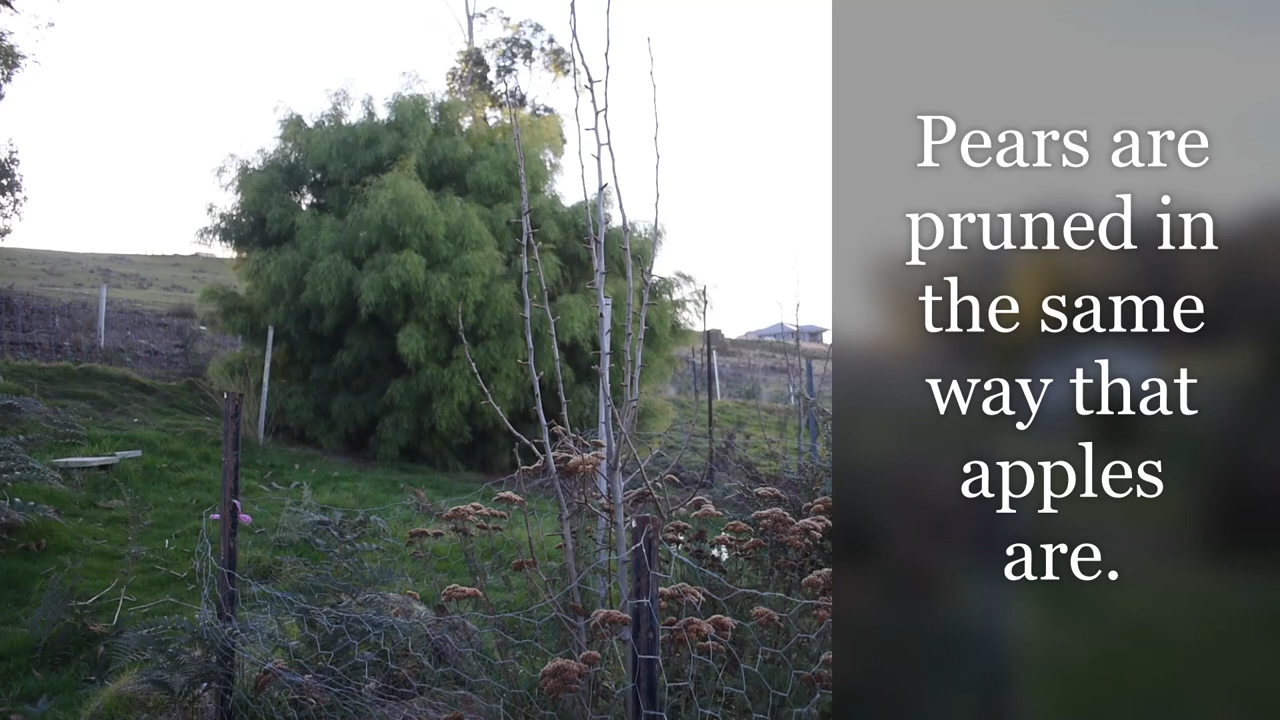 Pears are
pruned in
the same
way that
apples
are.